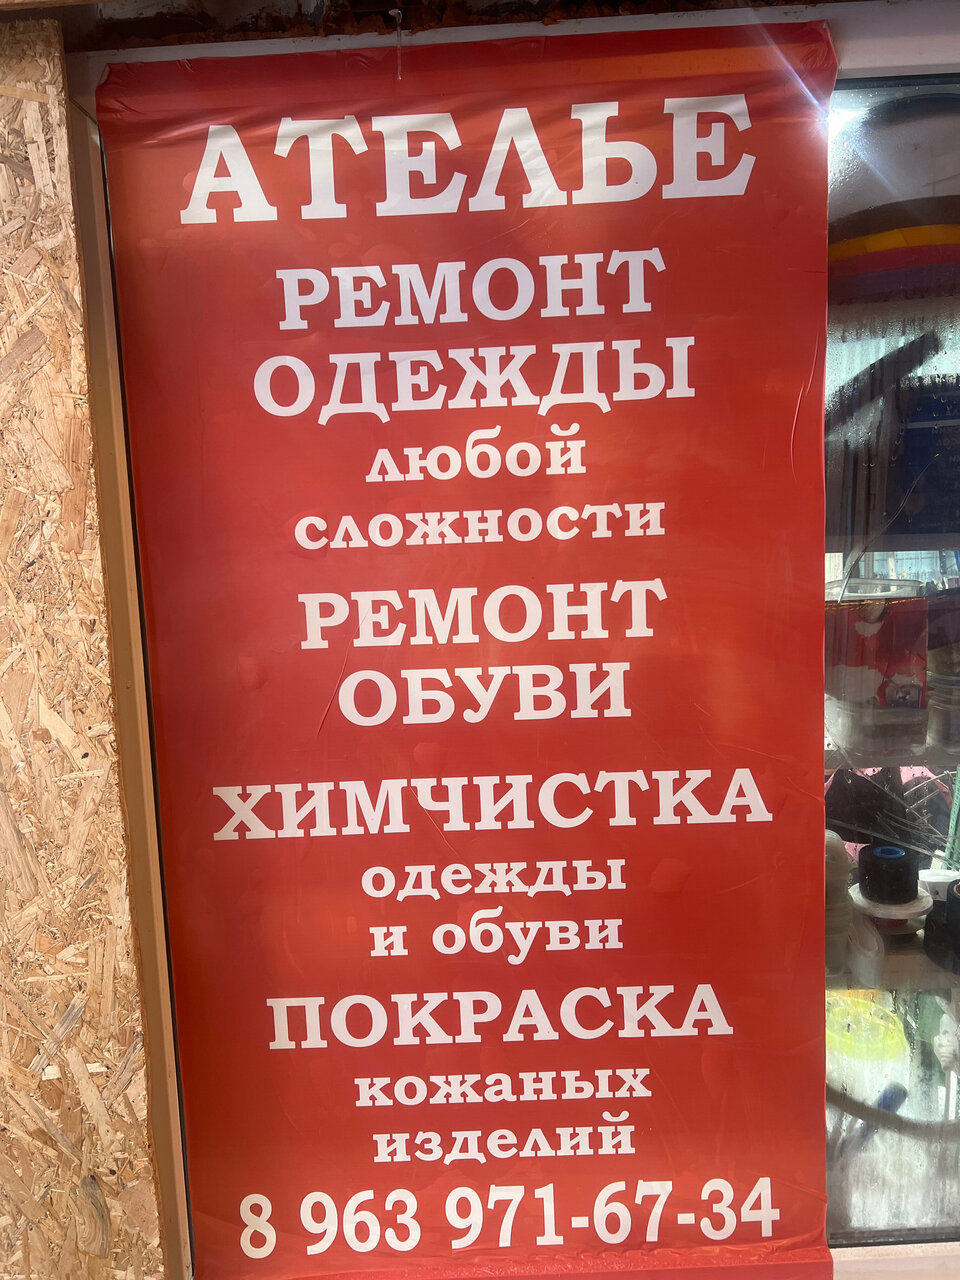 АТЕЛЬЕ
РЕМОНТ
ОДЕЖДЫ
любой
сложности
РЕМОНТ
ОБУВИ
ХИМЧИСТКА
одежды
и обуви
ПОКРАСКА
кожаных
изделий
8 963 971-67-34